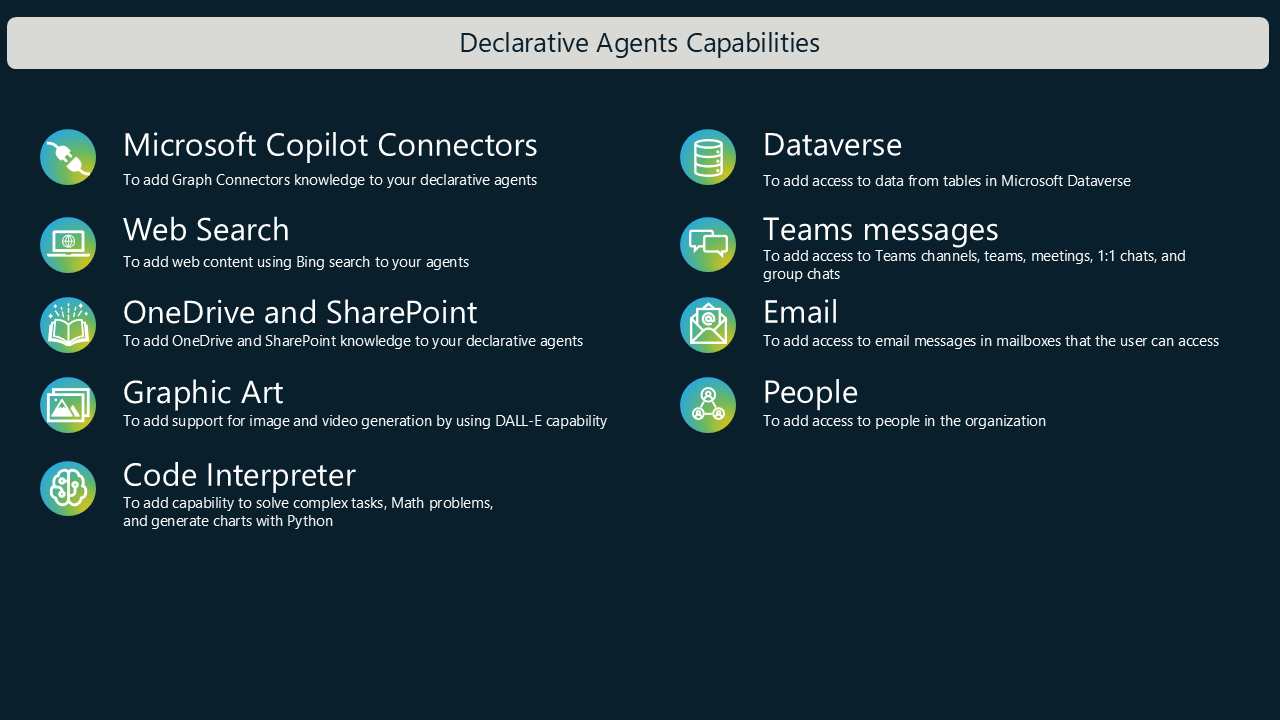 Declarative Agents Capabilities
Microsoft Copilot Connectors
To add Graph Connectors knowledge to your declarative agents
Web Search
To add web content using Bing search to your agents
OneDrive and SharePoint
To add OneDrive and SharePoint knowledge to your declarative agents
Graphic Art
To add support for image and video generation by using DALL-E capability
Code Interpreter
To add capability to solve complex tasks, Math problems,
and generate charts with Python
Dataverse
To add access to data from tables in Microsoft Dataverse
Teams messages
To add access to Teams channels, teams, meetings, 1:1 chats, and
group chats
Email
To add access to email messages in mailboxes that the user can access
People
To add access to people in the organization